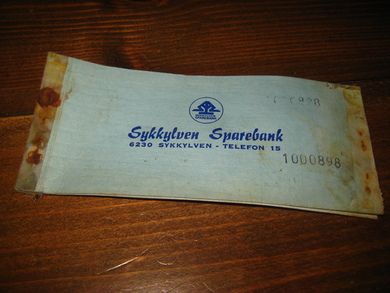 Sykkylven Sparebank
6230 SYKKYLVEN - TELEFON 15
1000898